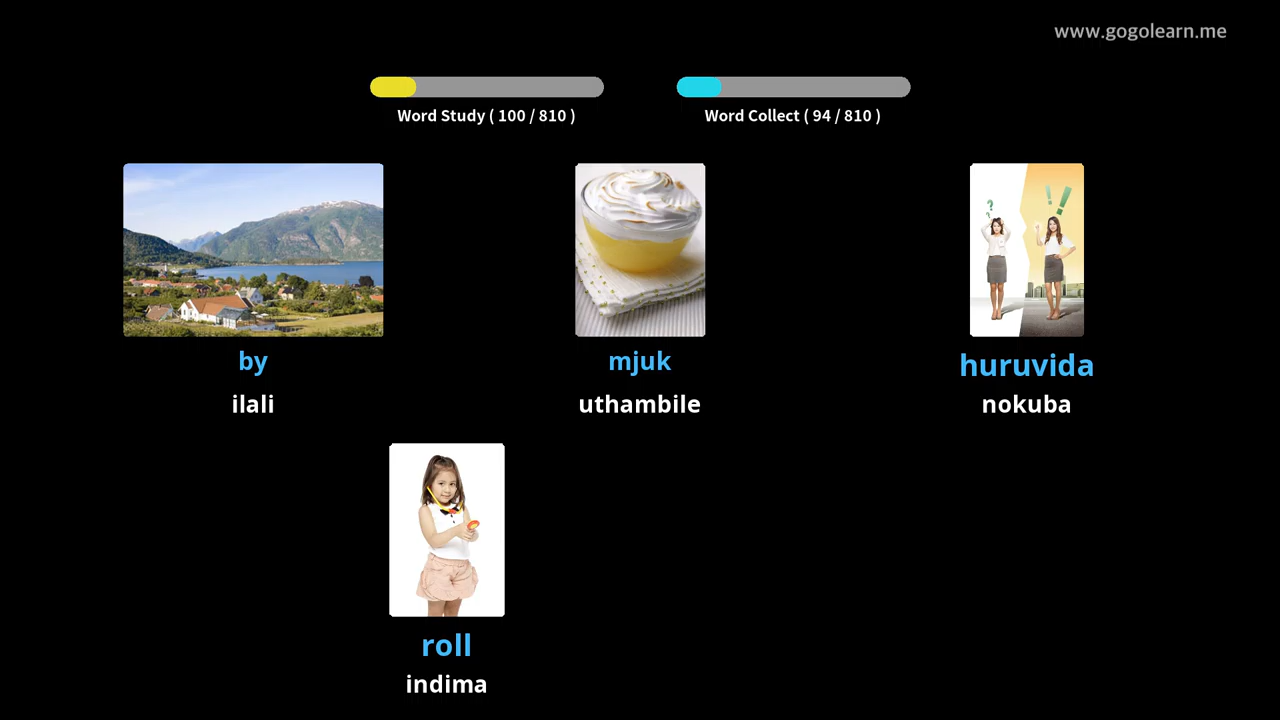 www.gogolearn.me
Word Study ( 100 / 810 )
Word Collect ( 94 / 810 )
by
ilali
mjuk
uthambile
huruvida
nokuba
roll
indima